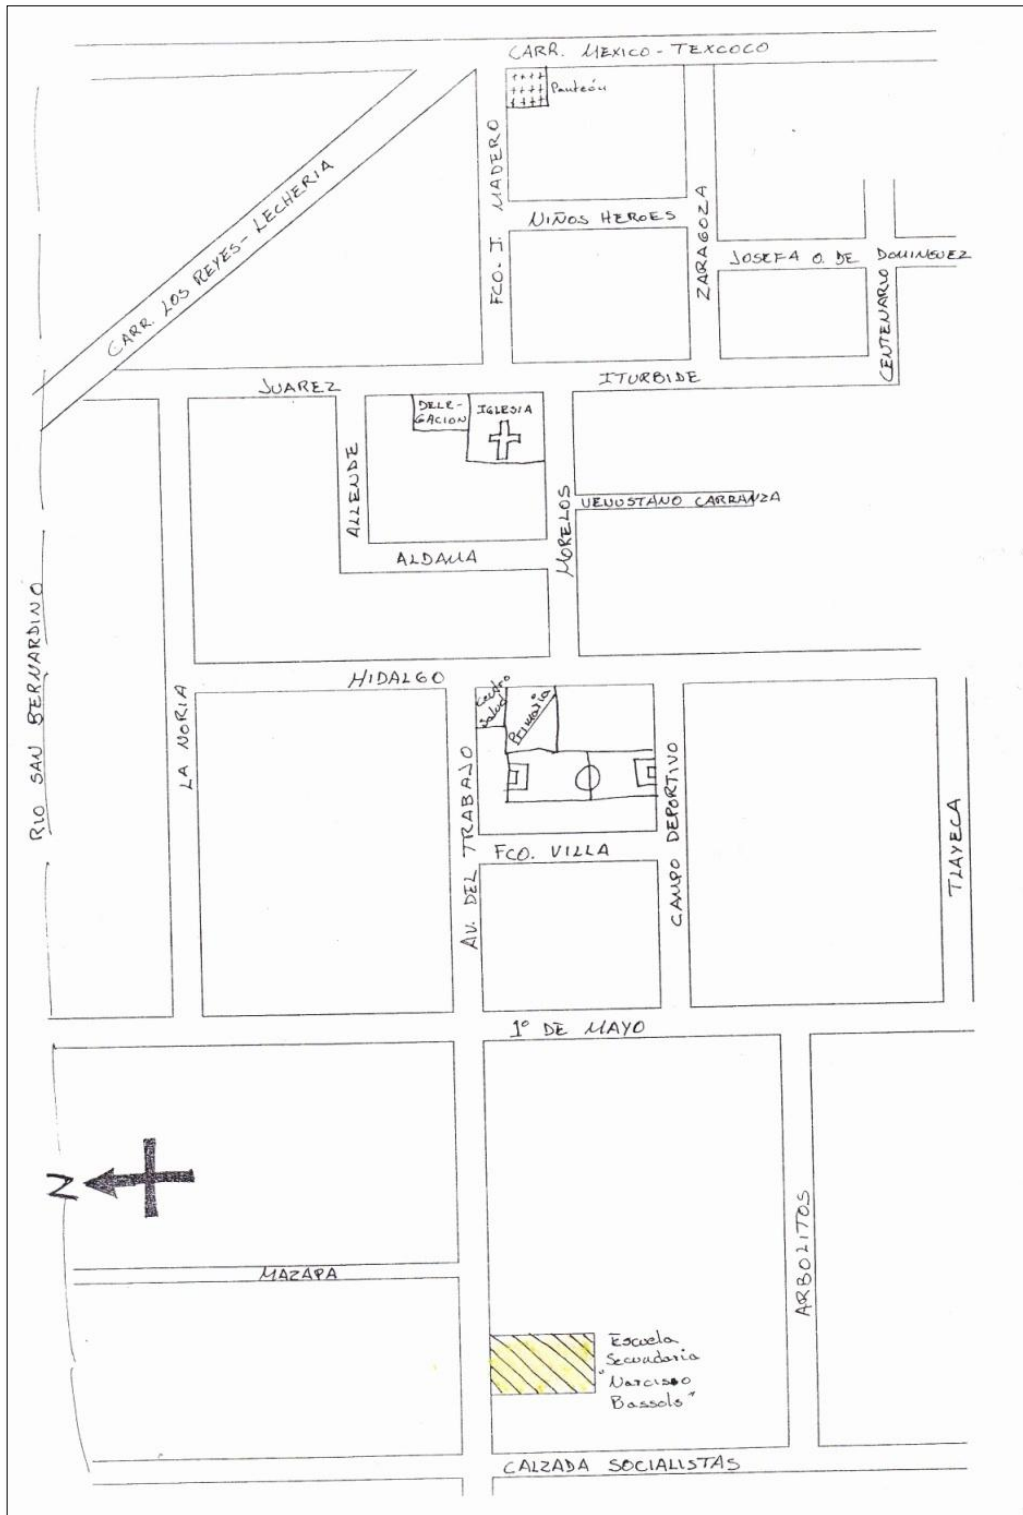 CARR. MEXICO - TEXCOCO
Panteón
FCO. I. MADERO
ZARAGOZA
NIÑOS HEROES
JOSEFA O. DE DOMINGUEZ
CARR. LOS REYES - LECHERIA
CENTENARIO
JUAREZ
ITURBIDE
DELE-
GACION
IGLESIA
ALLENDE
MORELOS
VENUSTANO CARRANZA
ALDAMA
RIO SAN BERNARDINO
HIDALGO
LA NORIA
Centro
Salud
Primaria
AV. DEL TRABAJO
CAMPO DEPORTIVO
TLAYECA
FCO. VILLA
1º DE MAYO
N
ARBOLITOS
MAZAPA
Escuela
Secundaria
"Narciso
Bassols"
CALZADA SOCIALISTAS